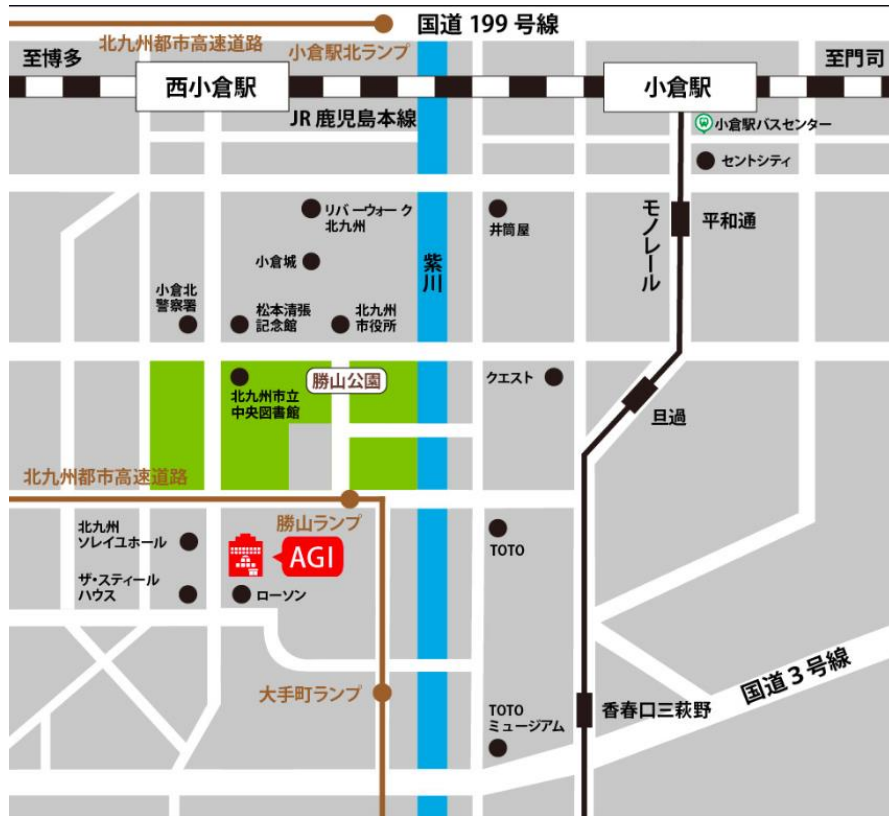 国道 199 号線
北九州都市高速道路
小倉駅北ランプ
至博多
至門司
西小倉駅
小倉駅
JR 鹿児島本線
小倉駅バスセンター
セントシティ
リバーウォーク
北九州
井筒屋
モノレール
平和通
小倉城
紫川
小倉北
警察署
松本清張
記念館
北九州
市役所
勝山公園
クエスト
北九州市立
中央図書館
旦過
北九州都市高速道路
勝山ランプ
北九州
ソレイユホール
AGI
TOTO
ザ・スティール
ハウス
ローソン
国道3号線
大手町ランプ
TOTO
ミュージアム
香春口三萩野